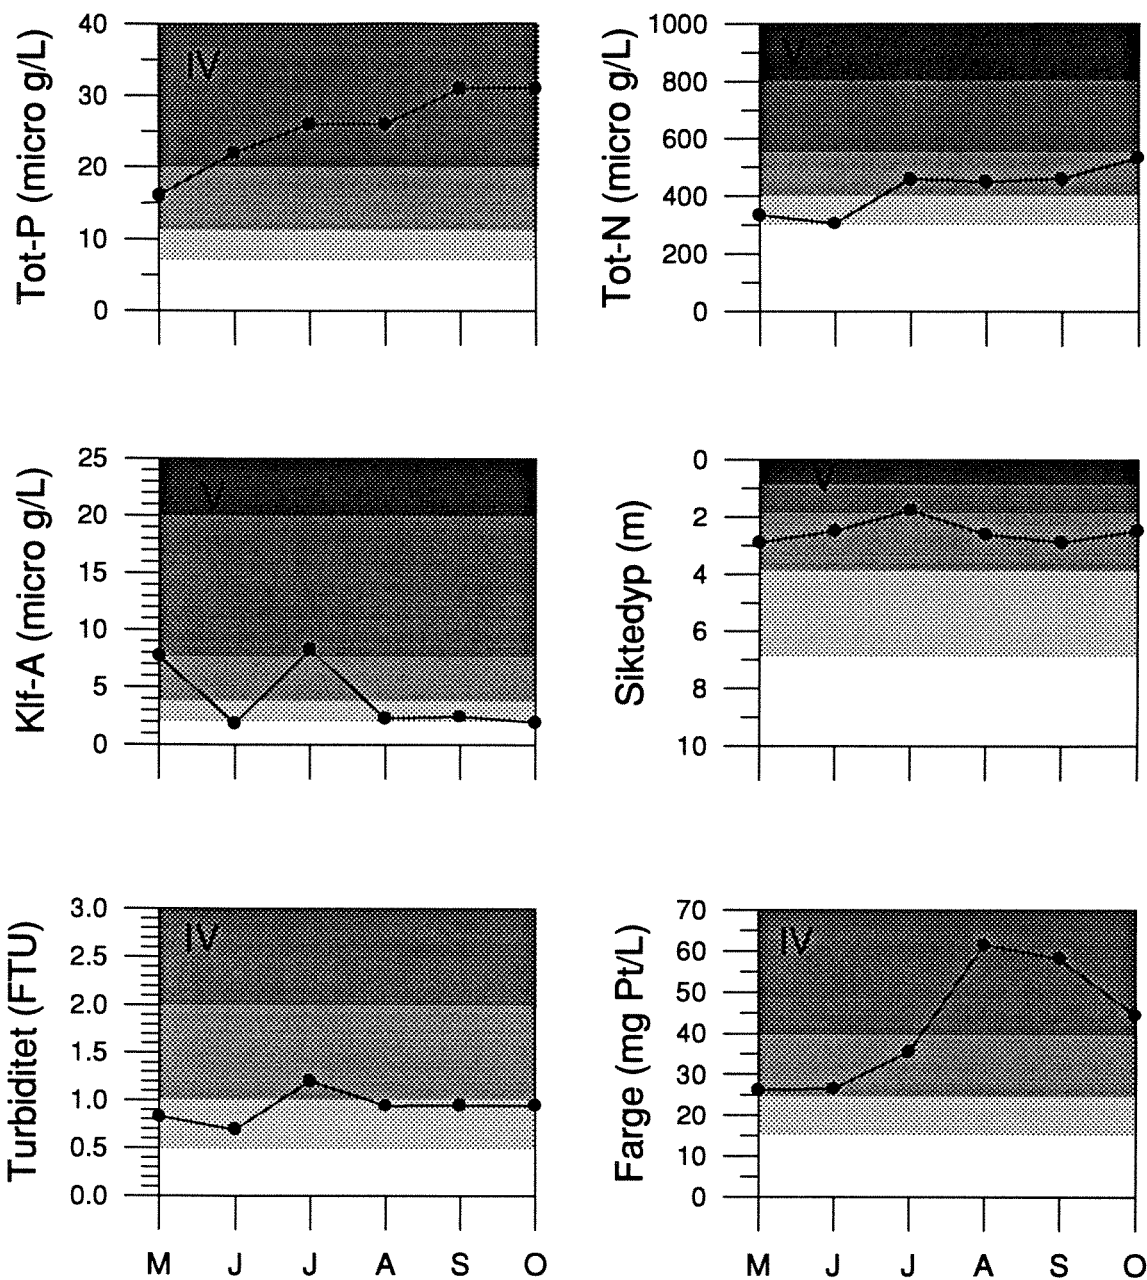 Tot-P (micro g/L)
40
30
20
10
0
IV
Tot-N (micro g/L)
1000
800
600
400
200
0
V
Klf-A (micro g/L)
25
20
15
10
5
0
V
Siktedyp (m)
0
2
4
6
8
10
V
Turbiditet (FTU)
3.0
2.5
2.0
1.5
1.0
0.5
0.0
IV
M J J A S O
Farge (mg Pt/L)
70
60
50
40
30
20
10
0
IV
M J J A S O